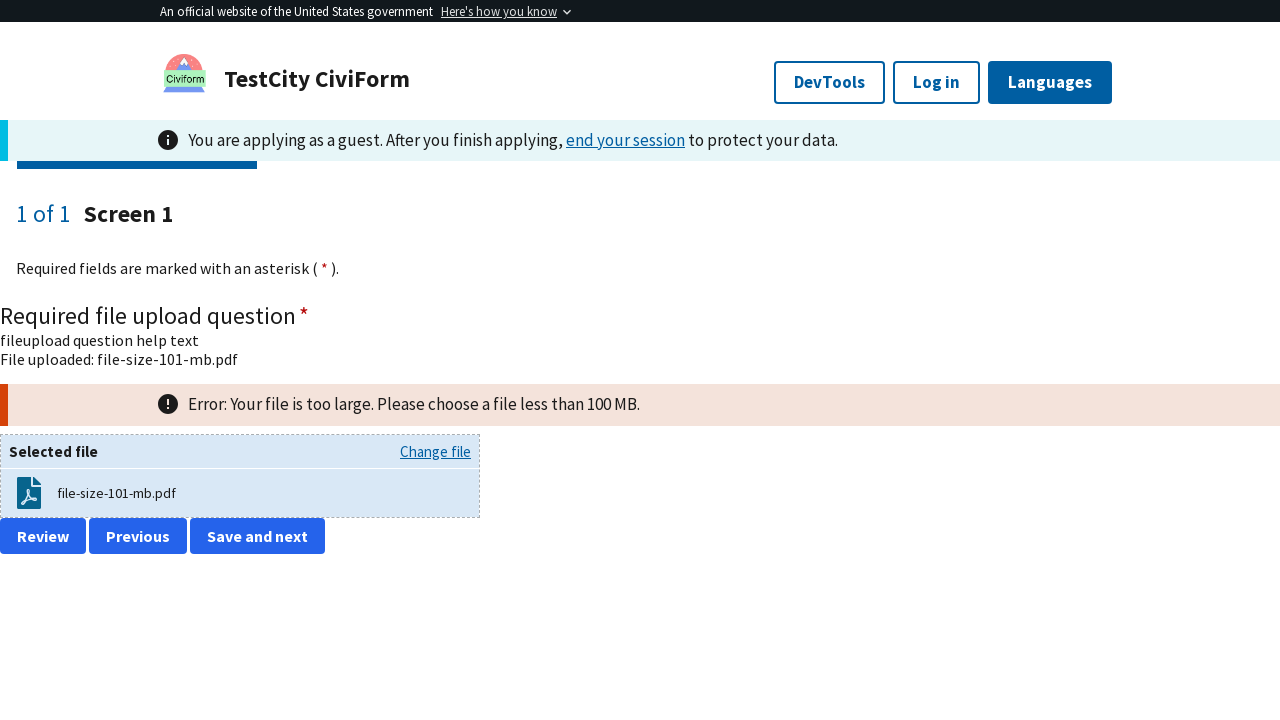 An official website of the United States government Here's how you know
Civiform
TestCity CiviForm
DevTools
Log in
Languages
You are applying as a guest. After you finish applying, end your session to protect your data.
1 of 1 Screen 1
Required fields are marked with an asterisk ( * ).
Required file upload question *
fileupload question help text
File uploaded: file-size-101-mb.pdf
Error: Your file is too large. Please choose a file less than 100 MB.
Selected file Change file
file-size-101-mb.pdf
Review
Previous
Save and next